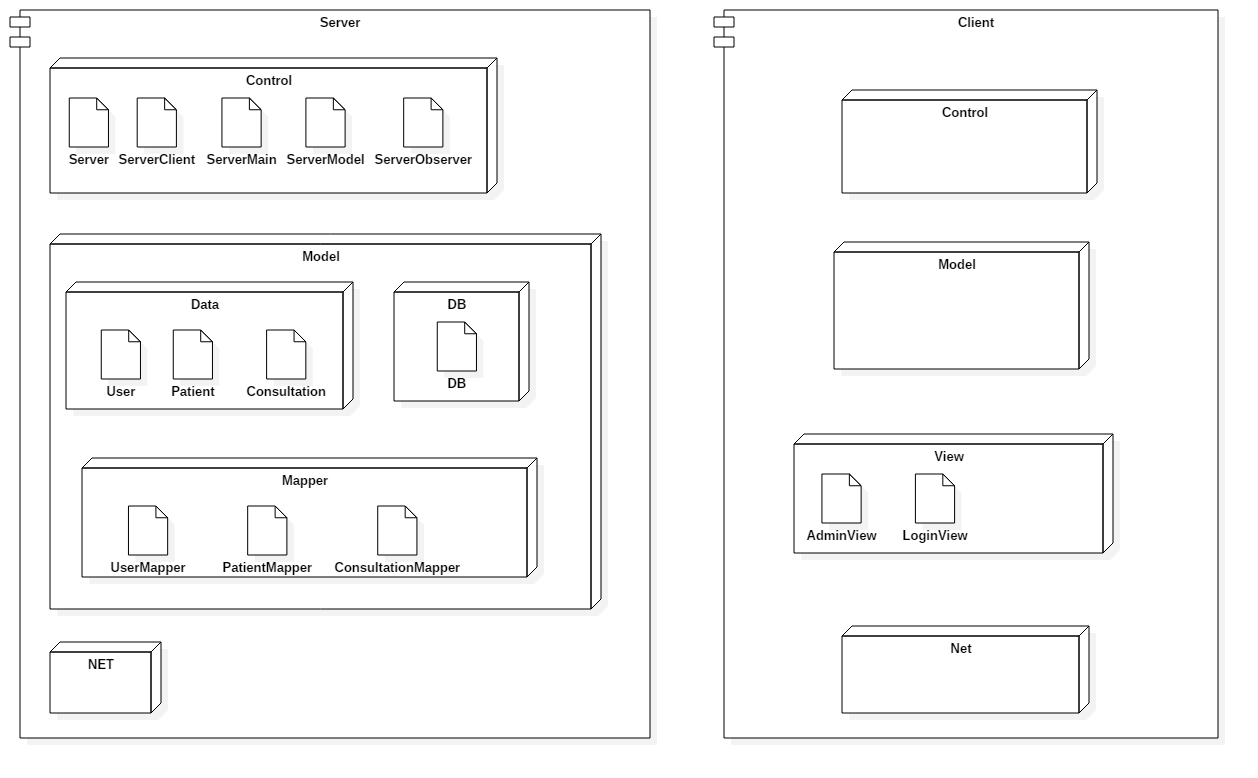 Server
Control
Server
ServerClient
ServerMain
ServerModel
ServerObserver
Model
Data
User
Patient
Consultation
DB
DB
Mapper
UserMapper
PatientMapper
ConsultationMapper
NET
Client
Control
Model
View
AdminView
LoginView
Net